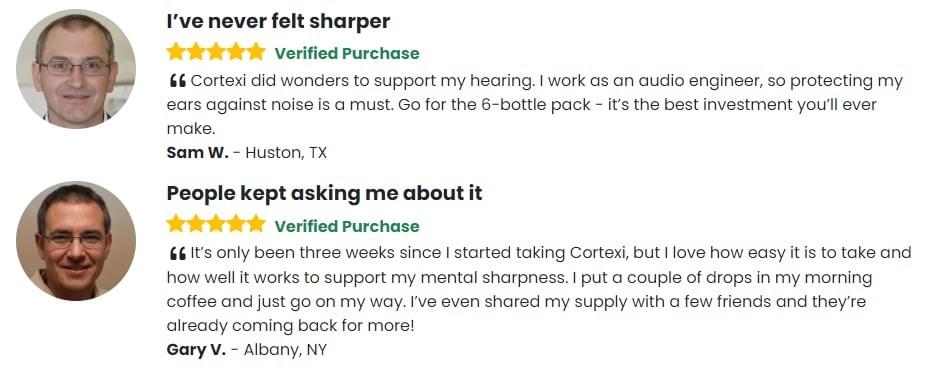 I’ve never felt sharper
Verified Purchase
“ Cortexi did wonders to support my hearing. I work as an audio engineer, so protecting my
ears against noise is a must. Go for the 6-bottle pack - it’s the best investment you’ll ever
make.
Sam W. - Huston, TX
People kept asking me about it
Verified Purchase
“ It’s only been three weeks since I started taking Cortexi, but I love how easy it is to take and
how well it works to support my mental sharpness. I put a couple of drops in my morning
coffee and just go on my way. I’ve even shared my supply with a few friends and they’re
already coming back for more!
Gary V. - Albany, NY